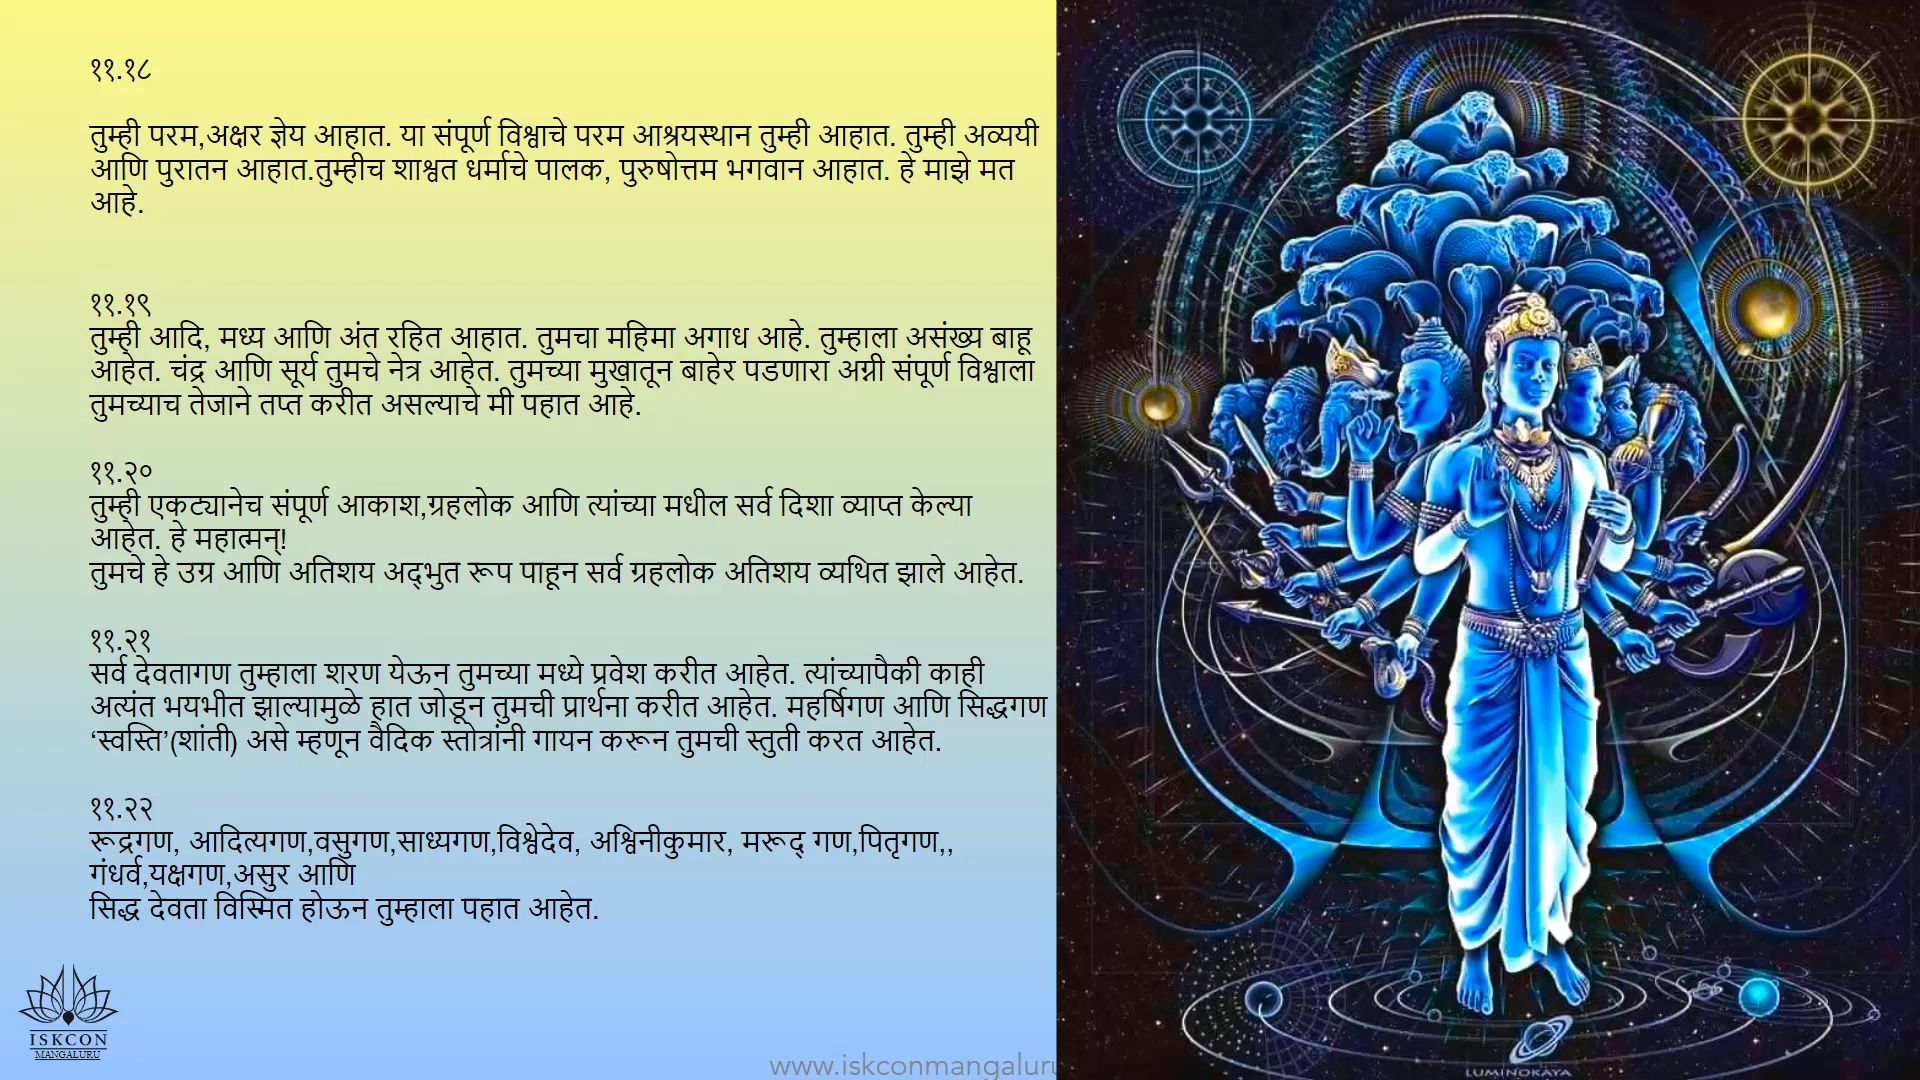 ११.१८
तुम्ही परम,अक्षर ज्ञेय आहात. या संपूर्ण विश्वाचे परम आश्रयस्थान तुम्ही आहात. तुम्ही अव्ययी
आणि पुरातन आहात.तुम्हीच शाश्वत धर्माचे पालक, पुरुषोत्तम भगवान आहात. हे माझे मत
आहे.
११.१९
तुम्ही आदि, मध्य आणि अंत रहित आहात. तुमचा महिमा अगाध आहे. तुम्हाला असंख्य बाहू
आहेत. चंद्र आणि सूर्य तुमचे नेत्र आहेत. तुमच्या मुखातून बाहेर पडणारा अग्नी संपूर्ण विश्वाला
तुमच्याच तेजाने तप्त करीत असल्याचे मी पहात आहे.
११.२०
तुम्ही एकट्यानेच संपूर्ण आकाश,ग्रहलोक आणि त्यांच्या मधील सर्व दिशा व्याप्त केल्या
आहेत. हे महात्मन्!
तुमचे हे उग्र आणि अतिशय अद्‌भुत रूप पाहून सर्व ग्रहलोक अतिशय व्यथित झाले आहेत.
११.२१
सर्व देवतागण तुम्हाला शरण येऊन तुमच्या मध्ये प्रवेश करीत आहेत. त्यांच्यापैकी काही
अत्यंत भयभीत झाल्यामुळे हात जोडून तुमची प्रार्थना करीत आहेत. महर्षिगण आणि सिद्धगण
‘स्वस्ति’(शांती) असे म्हणून वैदिक स्तोत्रांनी गायन करून तुमची स्तुती करत आहेत.
११.२२
रूद्रगण, आदित्यगण,वसुगण,साध्यगण,विश्वेदेव, अश्विनीकुमार, मरूद् गण,पितृगण,,
गंधर्व,यक्षगण,असुर आणि
सिद्ध देवता विस्मित होऊन तुम्हाला पहात आहेत.
ISKCON
MANGALURU
www.iskconmangaluru
LUMINOKAYA